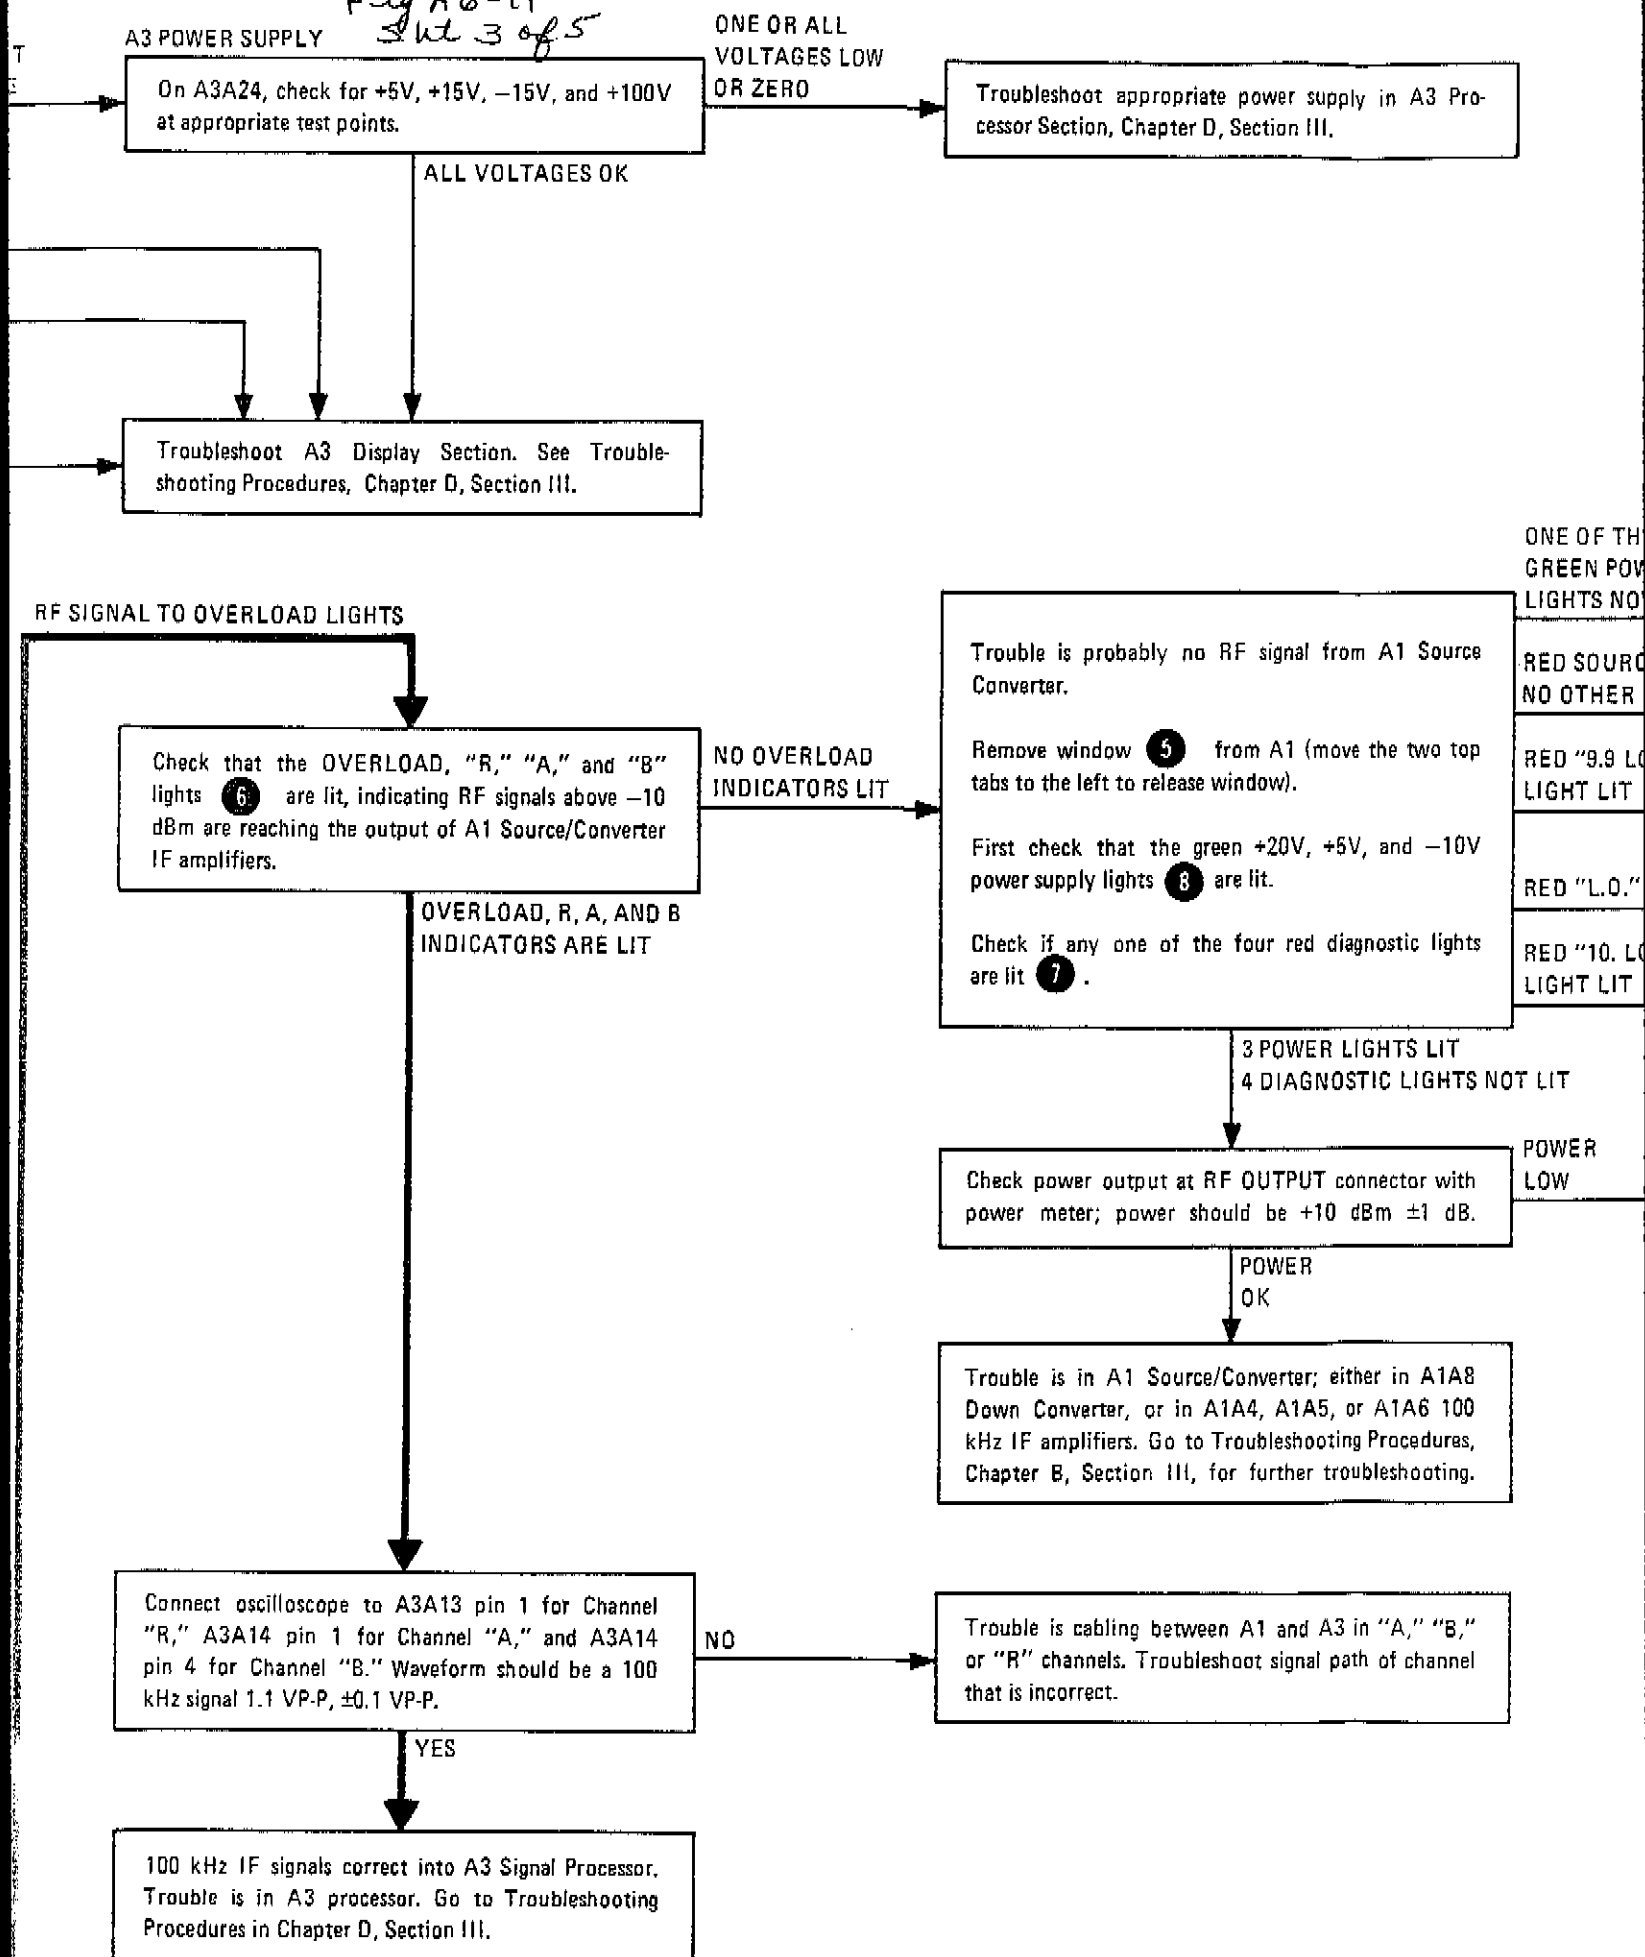 Sht 3 of 5
T
A3 POWER SUPPLY
On A3A24, check for +5V, +15V, −15V, and +100V
at appropriate test points.
ONE OR ALL
VOLTAGES LOW
OR ZERO
Troubleshoot appropriate power supply in A3 Pro-
cessor Section, Chapter D, Section III.
ALL VOLTAGES OK
Troubleshoot A3 Display Section. See Trouble-
shooting Procedures, Chapter D, Section III.
RF SIGNAL TO OVERLOAD LIGHTS
Check that the OVERLOAD, "R," "A," and "B"
lights 6 are lit, indicating RF signals above −10
dBm are reaching the output of A1 Source/Converter
IF amplifiers.
NO OVERLOAD
INDICATORS LIT
Trouble is probably no RF signal from A1 Source
Converter.
Remove window 5 from A1 (move the two top
tabs to the left to release window).
First check that the green +20V, +5V, and −10V
power supply lights 8 are lit.
Check if any one of the four red diagnostic lights
are lit 7 .
ONE OF TH
GREEN POW
LIGHTS NO
RED SOURC
NO OTHER
RED "9.9 LO
LIGHT LIT
RED "L.O."
RED "10. LO
LIGHT LIT
OVERLOAD, R, A, AND B
INDICATORS ARE LIT
3 POWER LIGHTS LIT
4 DIAGNOSTIC LIGHTS NOT LIT
Check power output at RF OUTPUT connector with
power meter; power should be +10 dBm ±1 dB.
POWER
LOW
POWER
OK
Trouble is in A1 Source/Converter; either in A1A8
Down Converter, or in A1A4, A1A5, or A1A6 100
kHz IF amplifiers. Go to Troubleshooting Procedures,
Chapter B, Section III, for further troubleshooting.
Connect oscilloscope to A3A13 pin 1 for Channel
"R," A3A14 pin 1 for Channel "A," and A3A14
pin 4 for Channel "B." Waveform should be a 100
kHz signal 1.1 VP-P, ±0.1 VP-P.
NO
Trouble is cabling between A1 and A3 in "A," "B,"
or "R" channels. Troubleshoot signal path of channel
that is incorrect.
YES
100 kHz IF signals correct into A3 Signal Processor.
Trouble is in A3 processor. Go to Troubleshooting
Procedures in Chapter D, Section III.